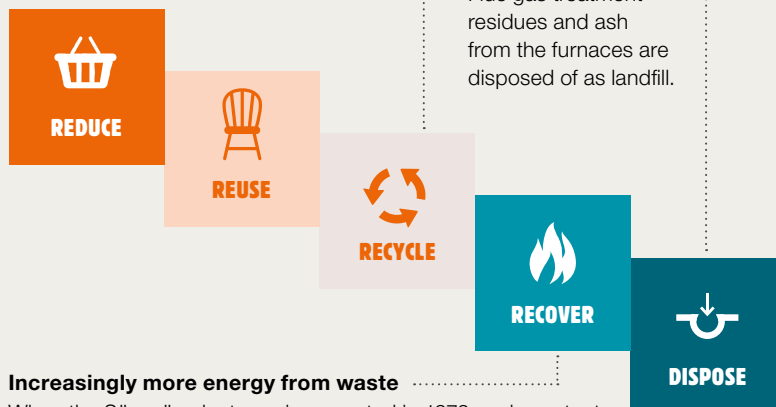 residues and ash
from the furnaces are
disposed of as landfill.
REDUCE
REUSE
RECYCLE
RECOVER
DISPOSE
Increasingly more energy from waste